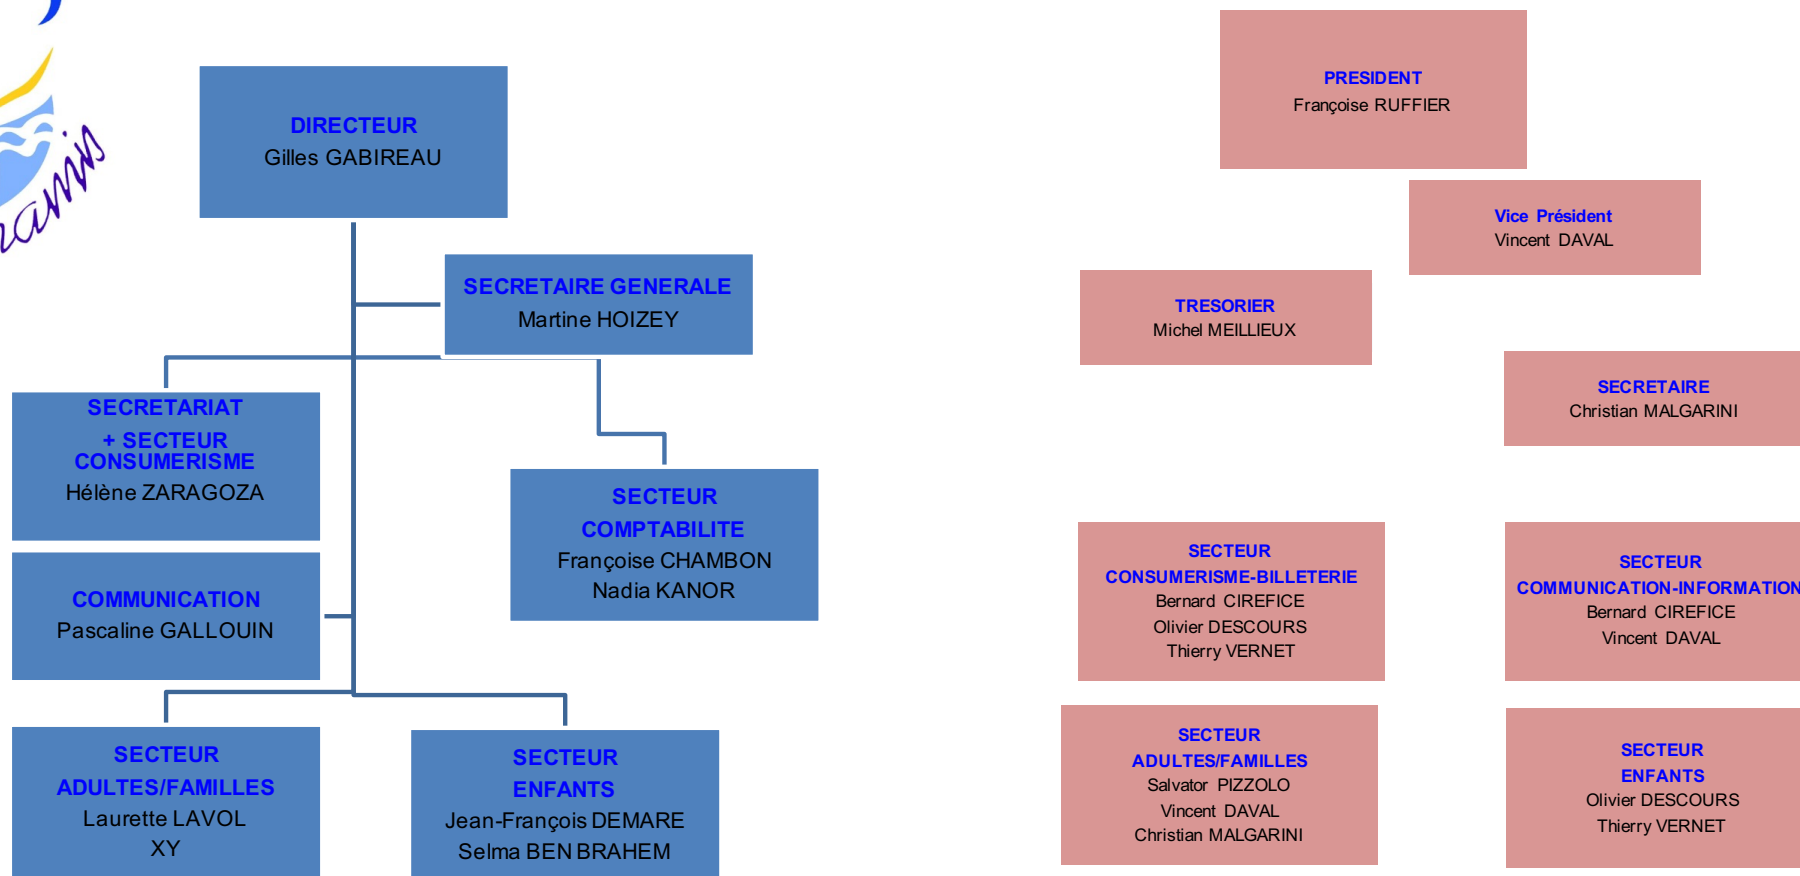 DIRECTEUR
Gilles GABIREAU
SECRETAIRE GENERALE
Martine HOIZEY
SECRETARIAT
+ SECTEUR
CONSUMERISME
Hélène ZARAGOZA
SECTEUR
COMPTABILITE
Françoise CHAMBON
Nadia KANOR
COMMUNICATION
Pascaline GALLOUIN
SECTEUR
ADULTES/FAMILLES
Laurette LAVOL
XY
SECTEUR
ENFANTS
Jean-François DEMARE
Selma BEN BRAHEM
PRESIDENT
Françoise RUFFIER
Vice Président
Vincent DAVAL
TRESORIER
Michel MEILLIEUX
SECRETAIRE
Christian MALGARINI
SECTEUR
CONSUMERISME-BILLETERIE
Bernard CIREFICE
Olivier DESCOURS
Thierry VERNET
SECTEUR
COMMUNICATION-INFORMATION
Bernard CIREFICE
Vincent DAVAL
SECTEUR
ADULTES/FAMILLES
Salvator PIZZOLO
Vincent DAVAL
Christian MALGARINI
SECTEUR
ENFANTS
Olivier DESCOURS
Thierry VERNET